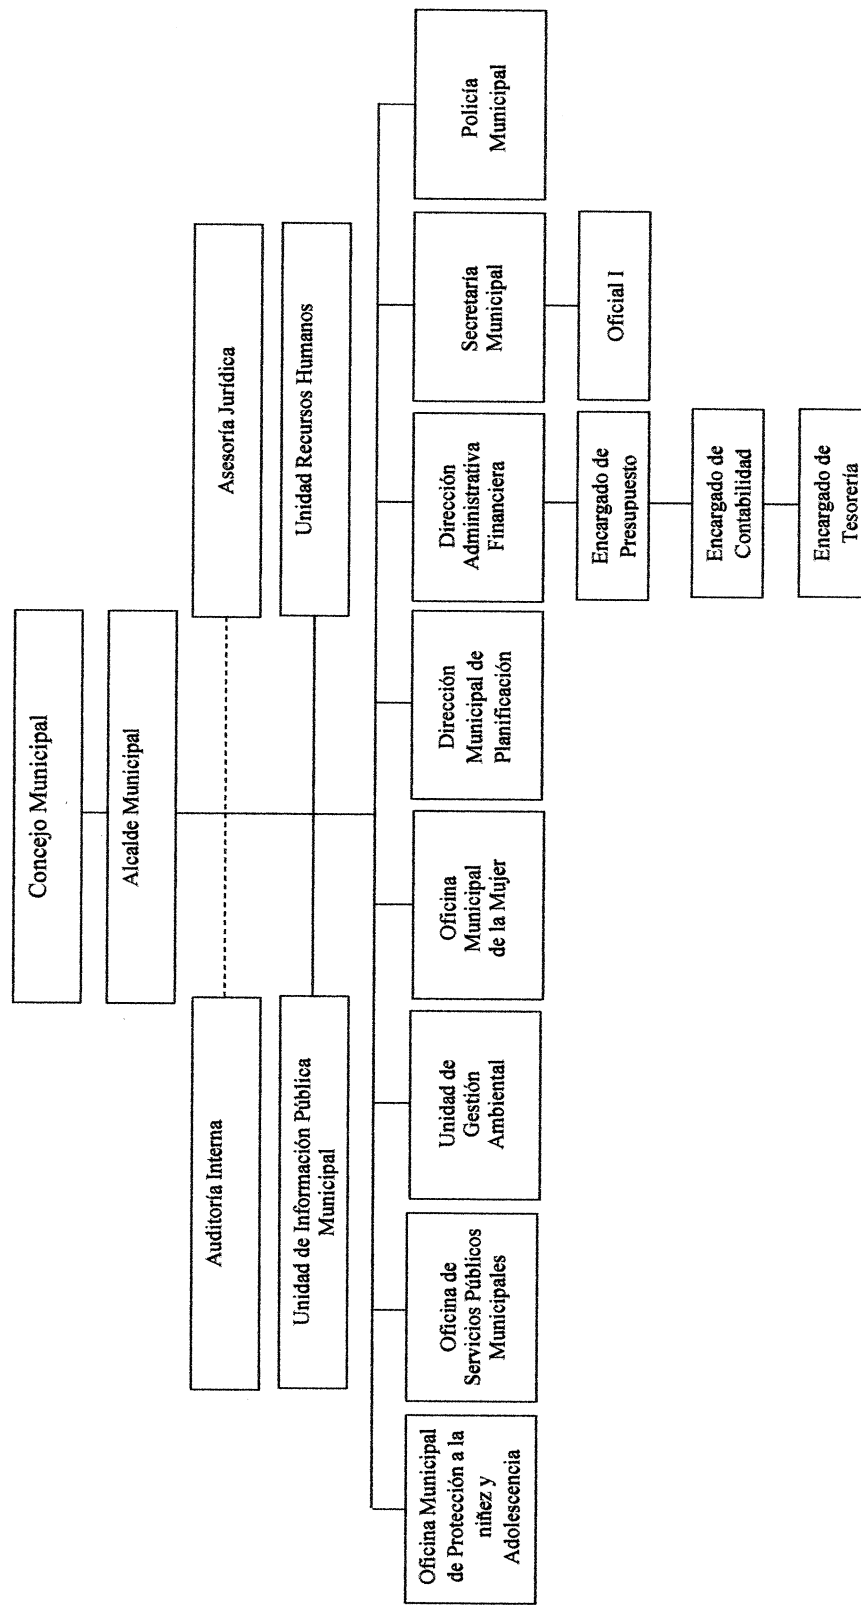 Concejo Municipal
Alcalde Municipal
Auditoría Interna
Asesoría Jurídica
Unidad de Información Pública
Municipal
Unidad Recursos Humanos
Oficina Municipal
de Protección a la
niñez y
Adolescencia
Oficina de
Servicios Públicos
Municipales
Unidad de
Gestión
Ambiental
Oficina
Municipal
de la Mujer
Dirección
Municipal de
Planificación
Dirección
Administrativa
Financiera
Secretaría
Municipal
Policía
Municipal
Encargado de
Presupuesto
Oficial I
Encargado de
Contabilidad
Encargado de
Tesorería